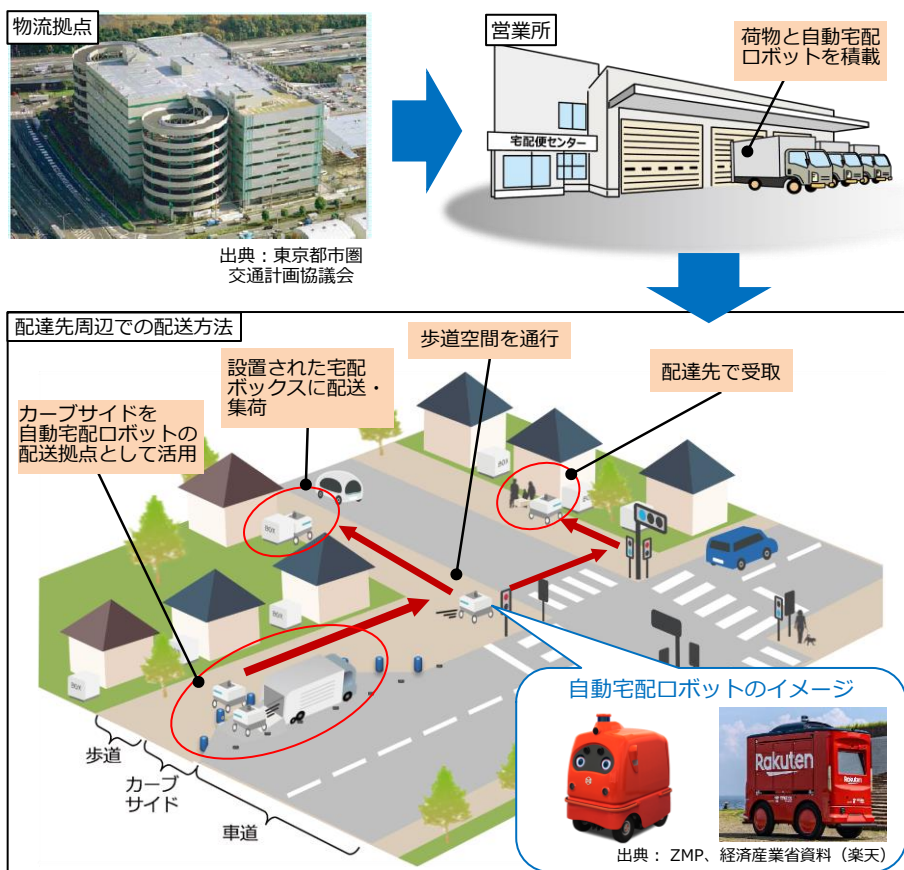 物流拠点
出典：東京都市圏
交通計画協議会
営業所
荷物と自動宅配
ロボットを積載
宅配便センター
配達先周辺での配送方法
歩道空間を通行
設置された宅配
ボックスに配送・
集荷
配達先で受取
カーブサイドを
自動宅配ロボットの
配送拠点として活用
BOX
BOX
BOX
BOX
歩道
カーブ
サイド
車道
自動宅配ロボットのイメージ
Rakuten
Rakuten
出典： ZMP、経済産業省資料（楽天）